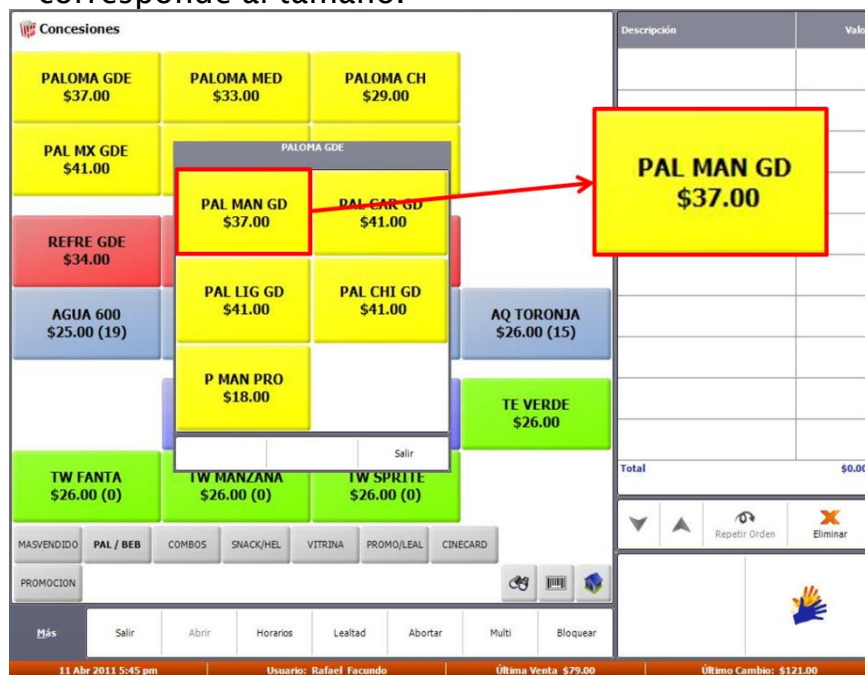 corresponde al tamaño.
Concesiones
Descripción
Valo
PALOMA GDE
$37.00
PALOMA MED
$33.00
PALOMA CH
$29.00
PAL MX GDE
$41.00
PALOMA GDE
PAL MAN GD
$37.00
PAL CAR GD
$41.00
PAL MAN GD
$37.00
REFRE GDE
$34.00
PAL LIG GD
$41.00
PAL CHI GD
$41.00
AGUA 600
$25.00 (19)
AQ TORONJA
$26.00 (15)
P MAN PRO
$18.00
TE VERDE
$26.00
Salir
Total
$0.00
TW FANTA
$26.00 (0)
TW MANZANA
$26.00 (0)
TW SPRITE
$26.00 (0)
Repetir Orden
Eliminar
MASVENDIDO
PAL / BEB
COMBOS
SNACK/HEL
VITRINA
PROMO/LEAL
CINECARD
PROMOCION
Más
Salir
Abrir
Horarios
Lealtad
Abortar
Multi
Bloquear
11 Abr 2011 5:45 pm
Usuario: Rafael Facundo
Última Venta $79.00
Último Cambio: $121.00